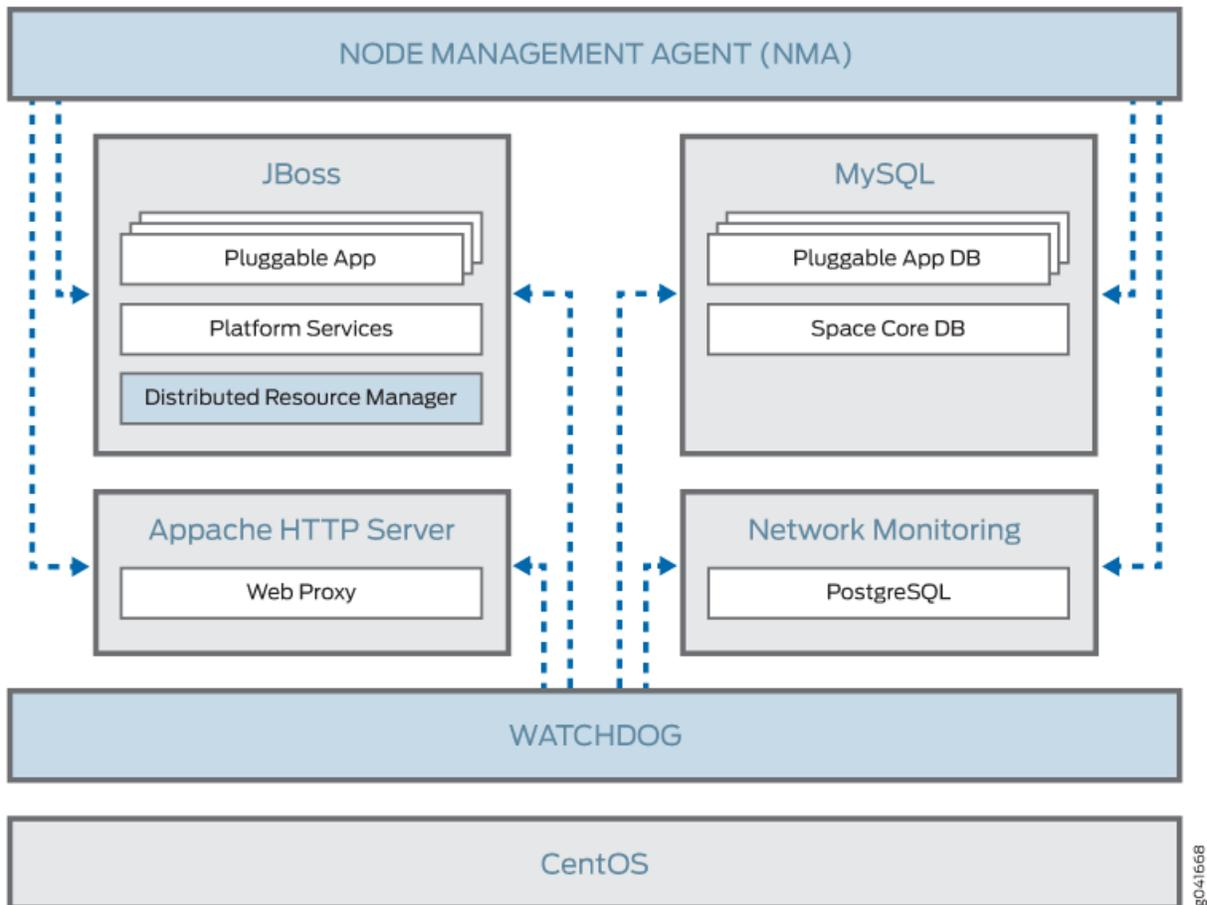 NODE MANAGEMENT AGENT (NMA)
JBoss
Pluggable App
Platform Services
Distributed Resource Manager
MySQL
Pluggable App DB
Space Core DB
Appache HTTP Server
Web Proxy
Network Monitoring
PostgreSQL
WATCHDOG
CentOS
g041668